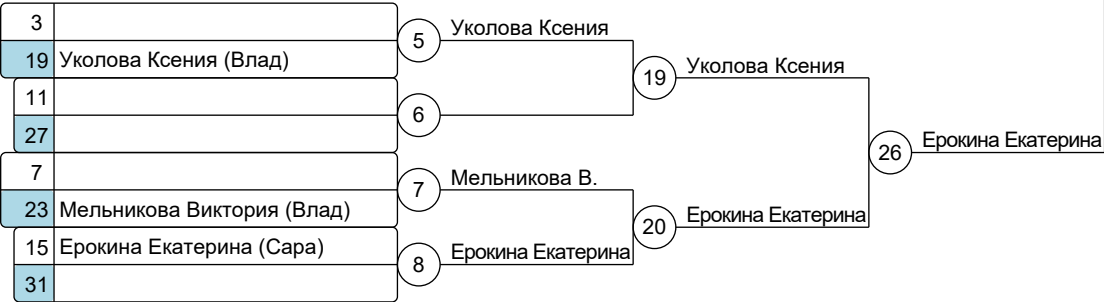 3
5
Уколова Ксения
19 Уколова Ксения (Влад)
19
Уколова Ксения
11
6
27
26
Ерокина Екатерина
7
7
Мельникова В.
23 Мельникова Виктория (Влад)
20
Ерокина Екатерина
15 Ерокина Екатерина (Сара)
8
Ерокина Екатерина
31